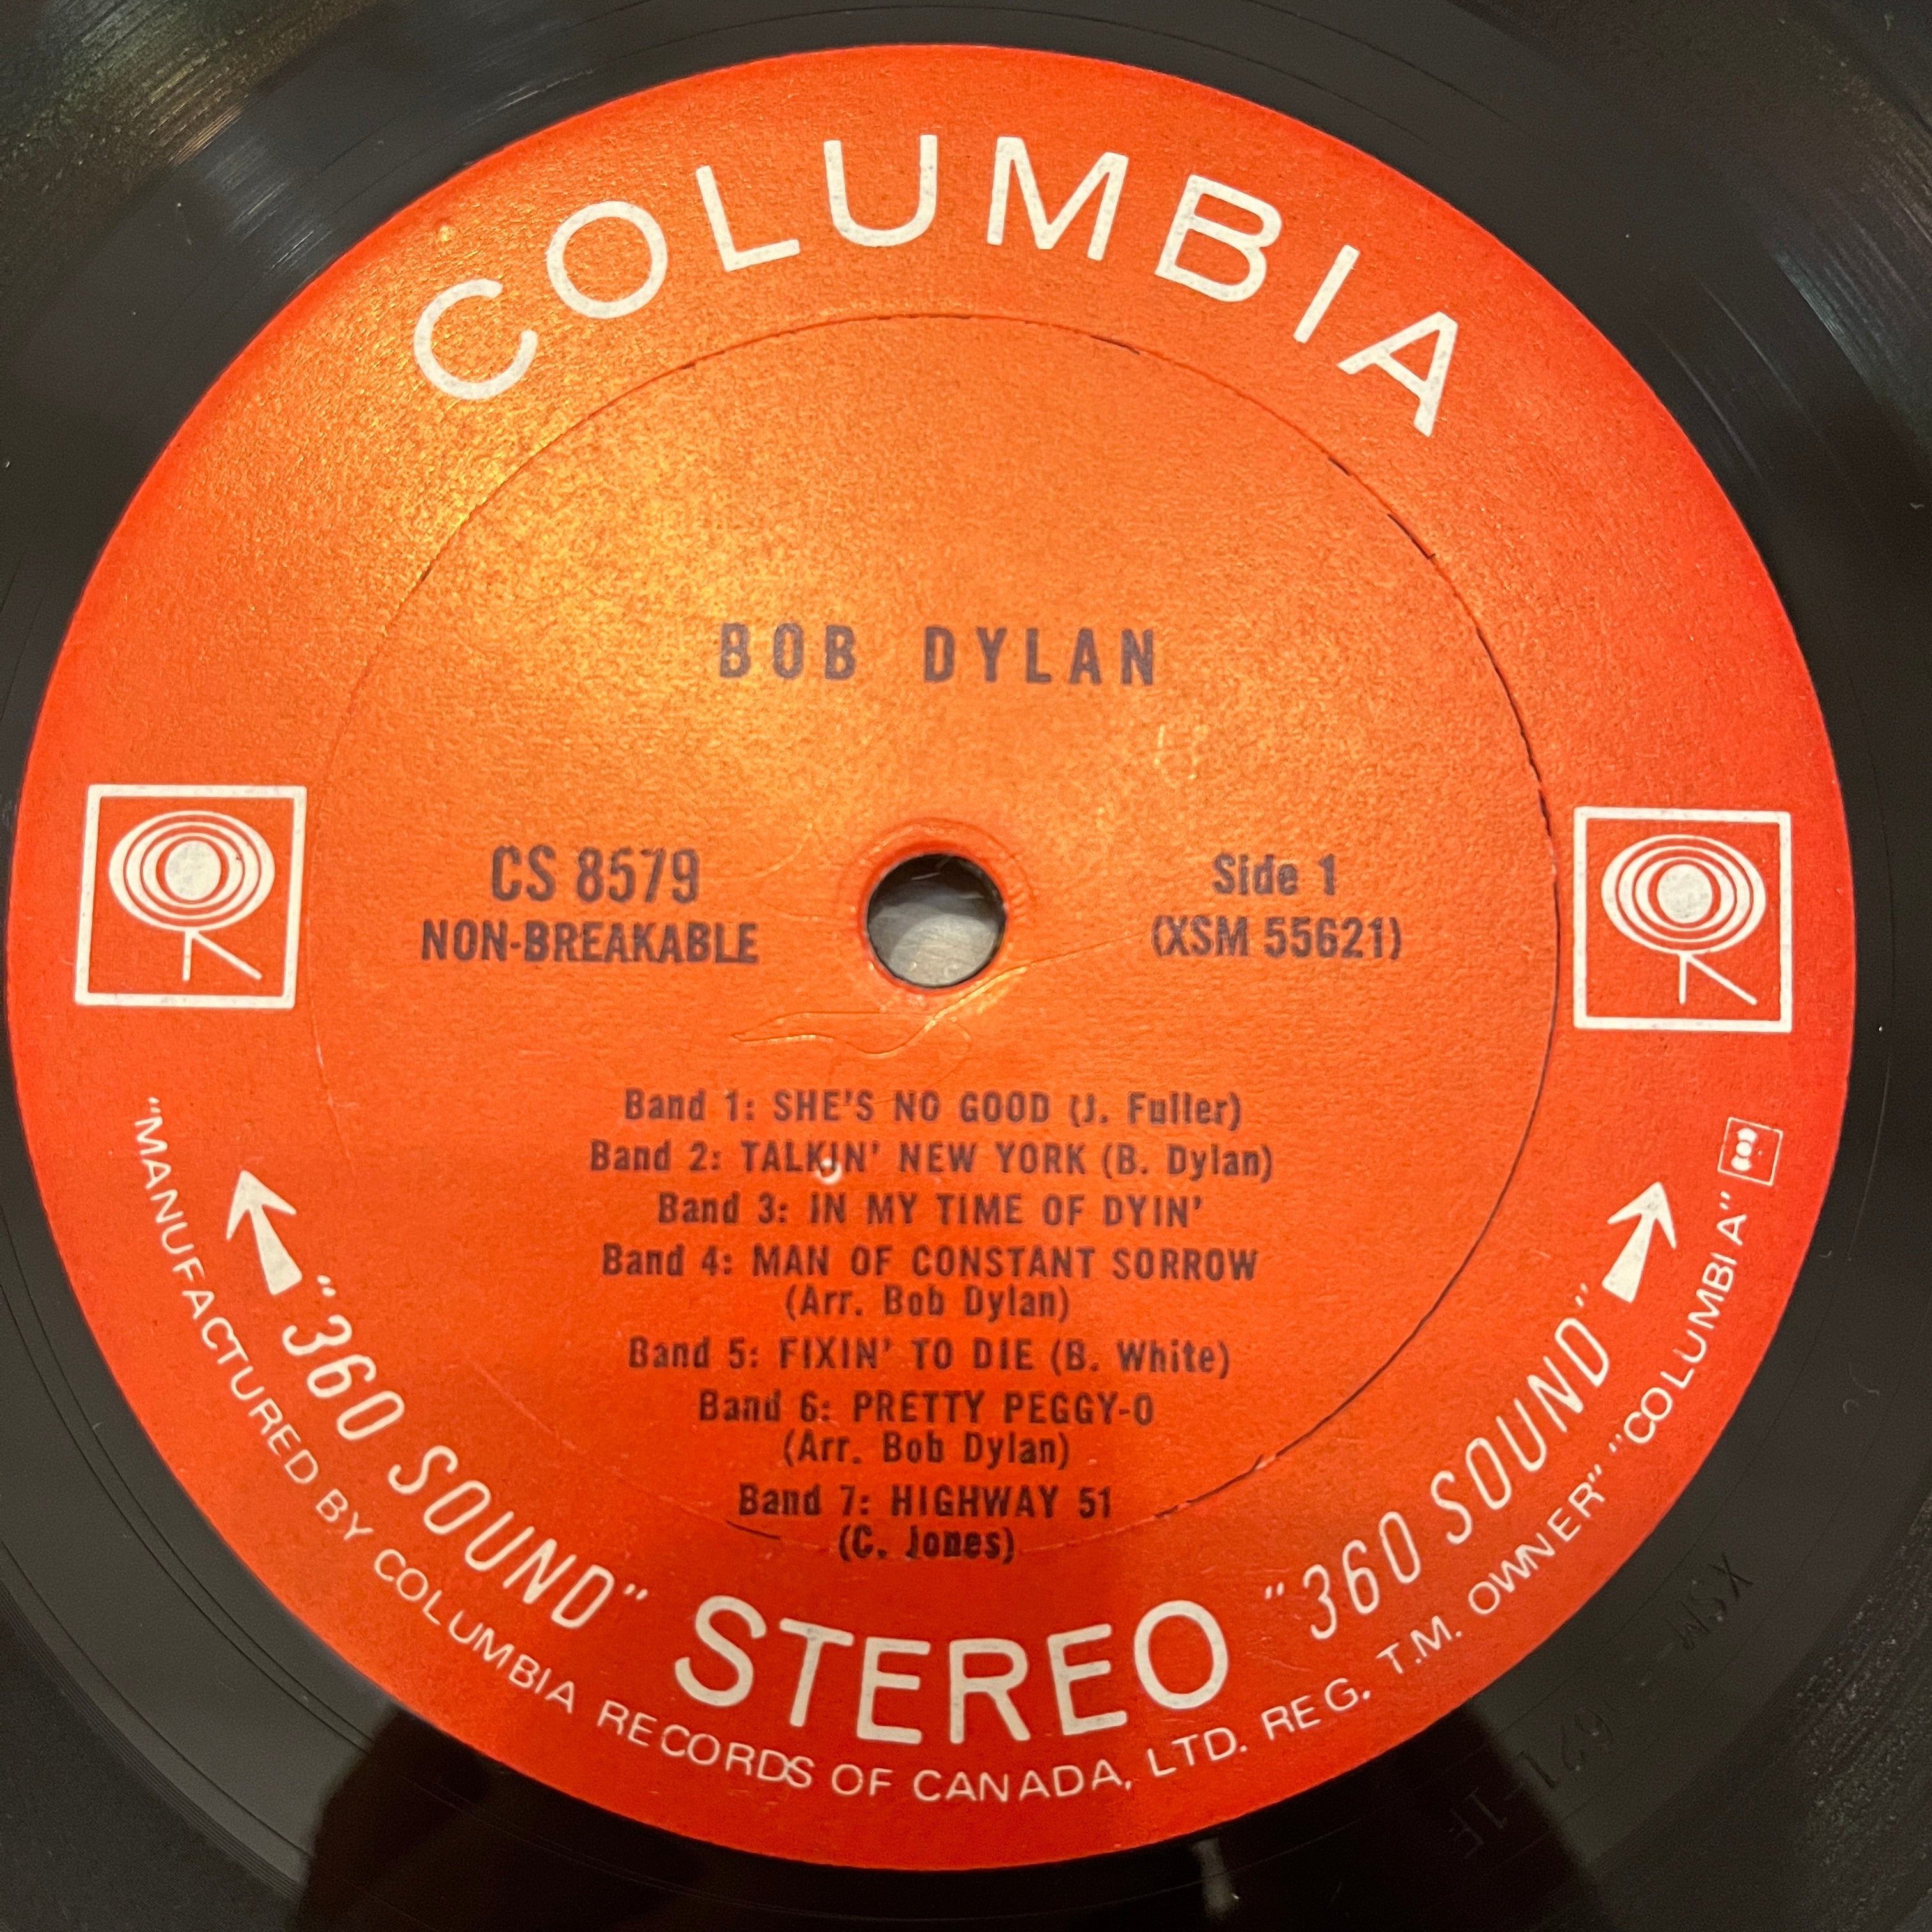 COLUMBIA
BOB DYLAN
CS 8579
NON-BREAKABLE
Side 1
(XSM 55621)
Band 1: SHE'S NO GOOD (J. Fuller)
Band 2: TALKIN' NEW YORK (B. Dylan)
Band 3: IN MY TIME OF DYIN'
Band 4: MAN OF CONSTANT SORROW
(Arr. Bob Dylan)
Band 5: FIXIN' TO DIE (B. White)
Band 6: PRETTY PEGGY-O
(Arr. Bob Dylan)
Band 7: HIGHWAY 51
(C. Jones)
"360 SOUND" STEREO "360 SOUND"
"MANUFACTURED BY COLUMBIA RECORDS OF CANADA, LTD. REG. T.M. OWNER" "COLUMBIA"
XSM